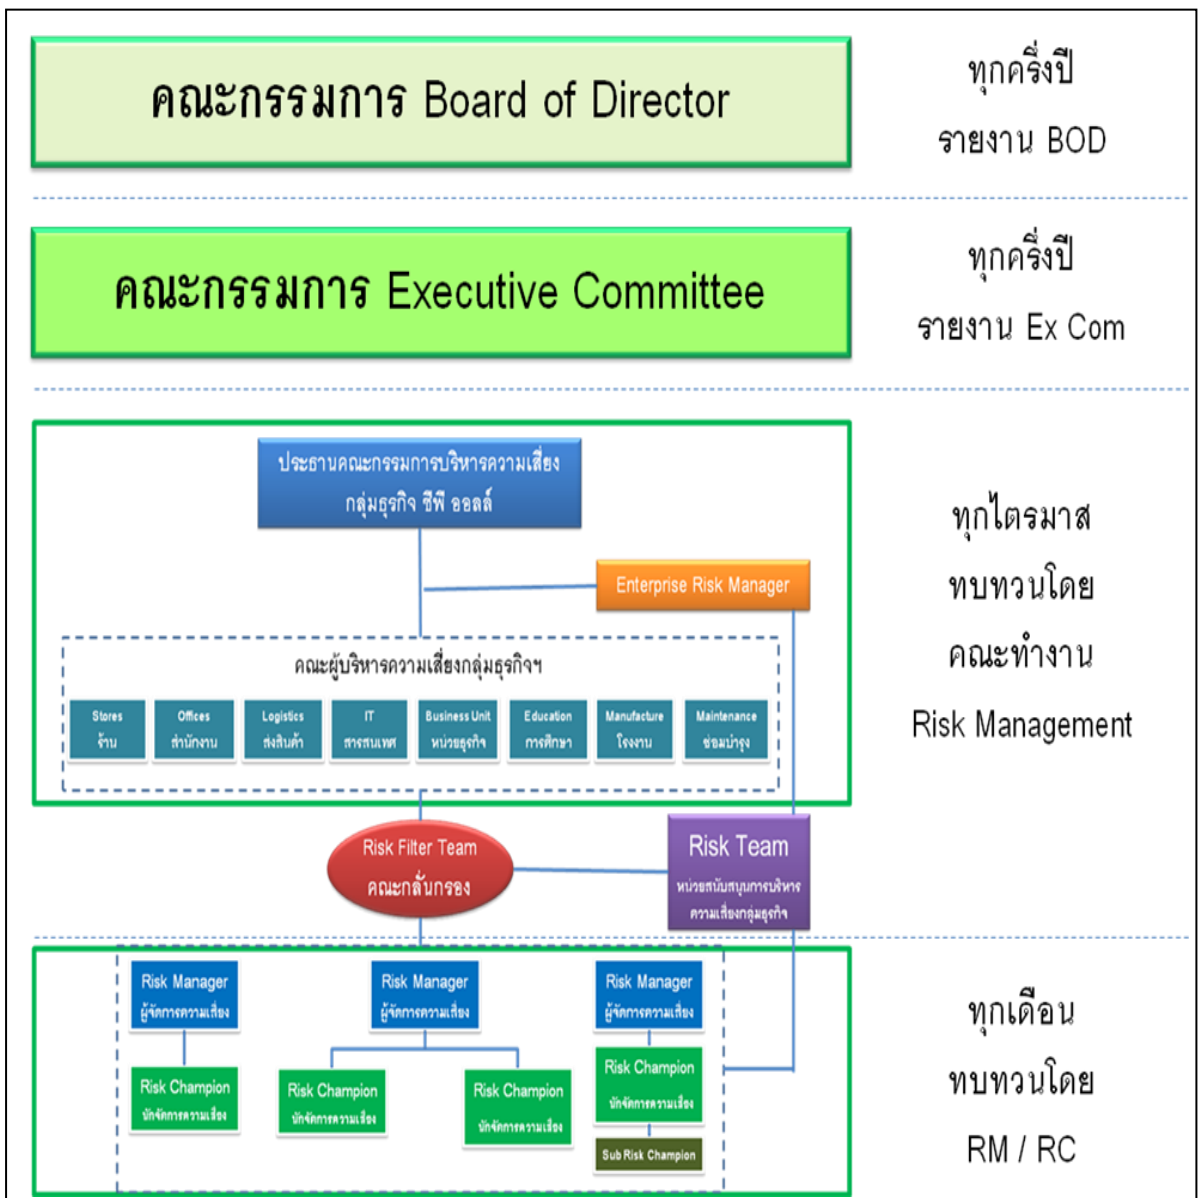 คณะกรรมการ Board of Director
ทุกครึ่งปี
รายงาน BOD
คณะกรรมการ Executive Committee
ทุกครึ่งปี
รายงาน Ex Com
ประธานคณะกรรมการบริหารความเสี่ยง
กลุ่มธุรกิจ ซีพี ออลล์
Enterprise Risk Manager
คณะผู้บริหารความเสี่ยงกลุ่มธุรกิจฯ
Stores
ร้าน
Offices
สำนักงาน
Logistics
ส่งสินค้า
IT
สารสนเทศ
Business Unit
หน่วยธุรกิจ
Education
การศึกษา
Manufacture
โรงงาน
Maintenance
ซ่อมบำรุง
ทุกไตรมาส
ทบทวนโดย
คณะทำงาน
Risk Management
Risk Filter Team
คณะกลั่นกรอง
Risk Team
หน่วยสนับสนุนการบริหาร
ความเสี่ยงกลุ่มธุรกิจ
Risk Manager
ผู้จัดการความเสี่ยง
Risk Manager
ผู้จัดการความเสี่ยง
Risk Manager
ผู้จัดการความเสี่ยง
Risk Champion
นักจัดการความเสี่ยง
Risk Champion
นักจัดการความเสี่ยง
Risk Champion
นักจัดการความเสี่ยง
Risk Champion
นักจัดการความเสี่ยง
Sub Risk Champion
ทุกเดือน
ทบทวนโดย
RM / RC